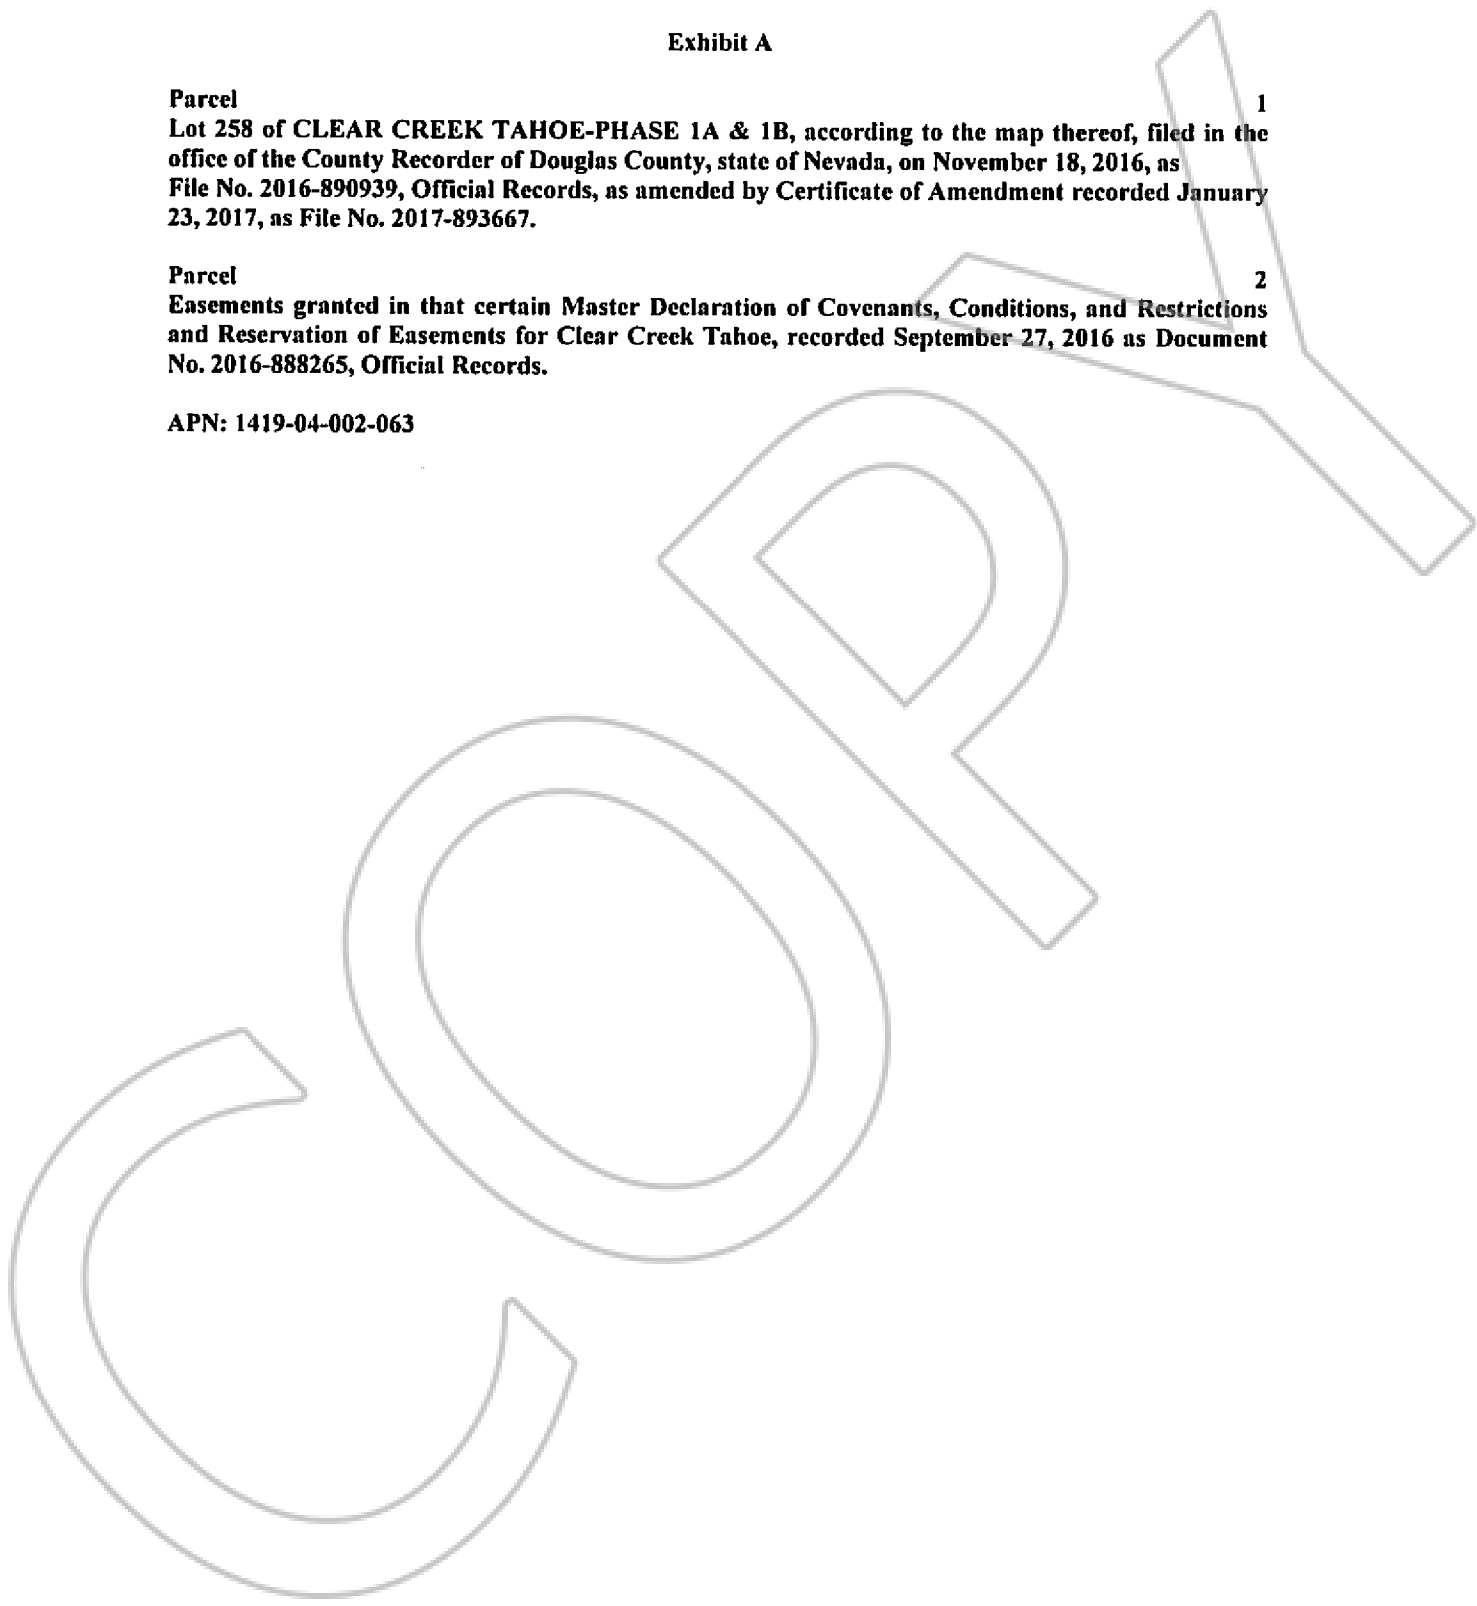 Exhibit A
Parcel 1
Lot 258 of CLEAR CREEK TAHOE-PHASE 1A & 1B, according to the map thereof, filed in the
office of the County Recorder of Douglas County, state of Nevada, on November 18, 2016, as
File No. 2016-890939, Official Records, as amended by Certificate of Amendment recorded January
23, 2017, as File No. 2017-893667.
Parcel 2
Easements granted in that certain Master Declaration of Covenants, Conditions, and Restrictions
and Reservation of Easements for Clear Creek Tahoe, recorded September 27, 2016 as Document
No. 2016-888265, Official Records.
APN: 1419-04-002-063
COPY